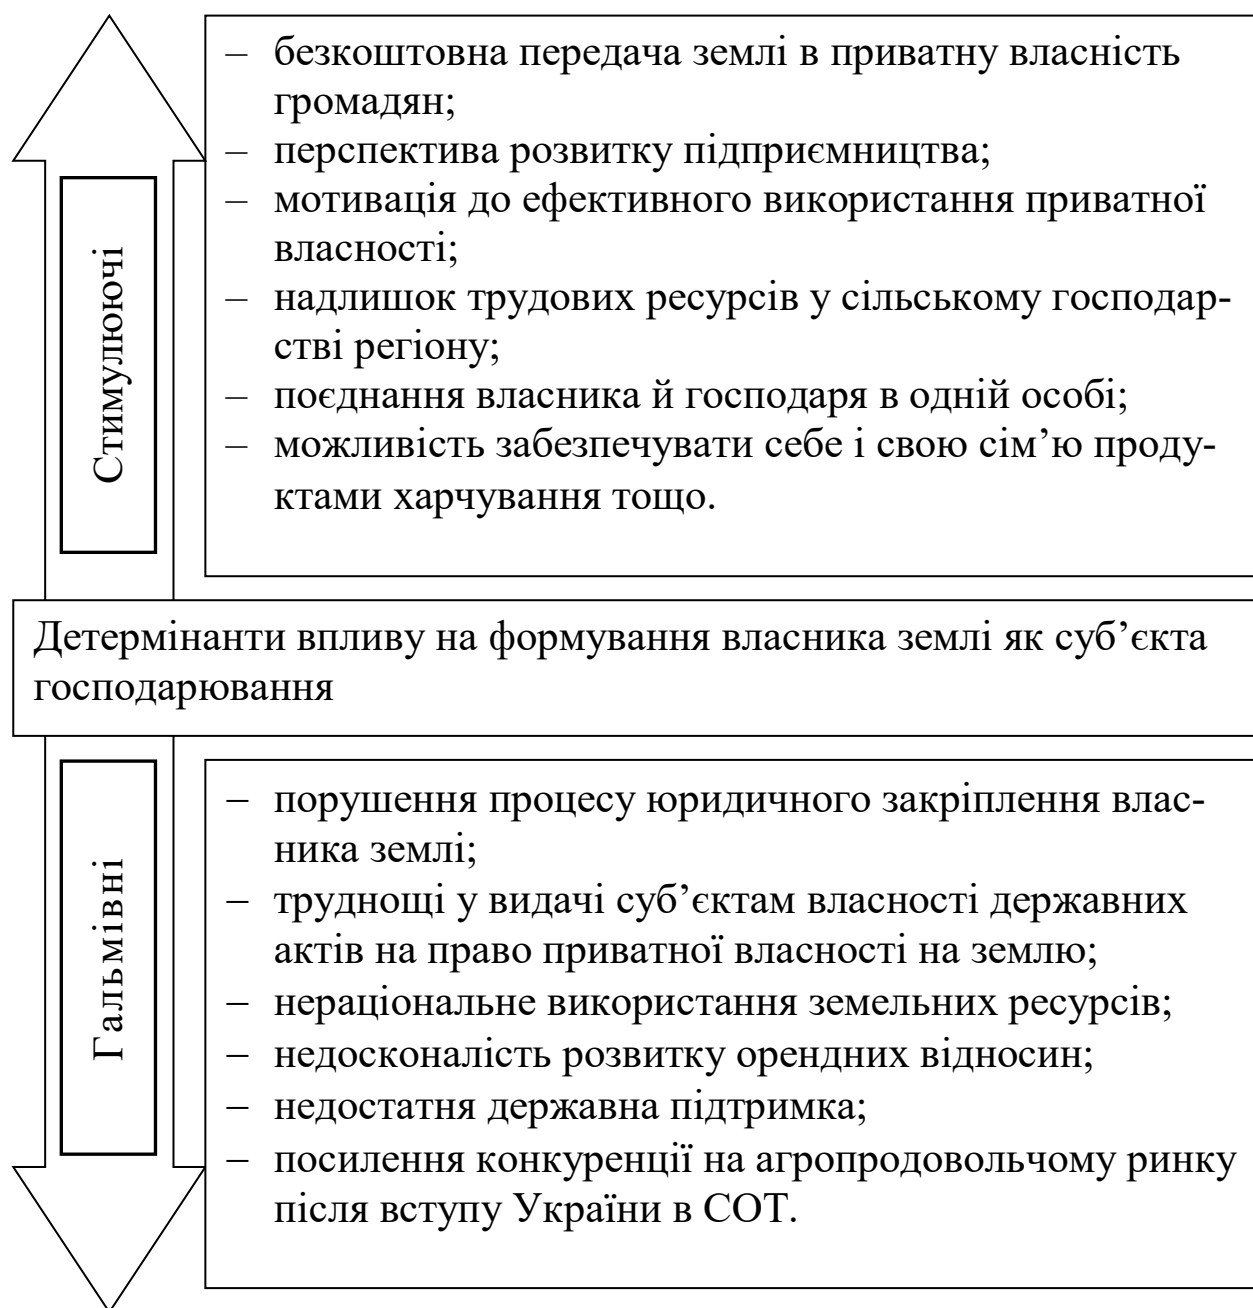 Стимулюючі
– безкоштовна передача землі в приватну власність
громадян;
– перспектива розвитку підприємництва;
– мотивація до ефективного використання приватної
власності;
– надлишок трудових ресурсів у сільському господар-
стві регіону;
– поєднання власника й господаря в одній особі;
– можливість забезпечувати себе і свою сім’ю проду-
ктами харчування тощо.
Детермінанти впливу на формування власника землі як суб’єкта
господарювання
Гальмівні
– порушення процесу юридичного закріплення влас-
ника землі;
– труднощі у видачі суб’єктам власності державних
актів на право приватної власності на землю;
– нераціональне використання земельних ресурсів;
– недосконалість розвитку орендних відносин;
– недостатня державна підтримка;
– посилення конкуренції на агропродовольчому ринку
після вступу України в СОТ.